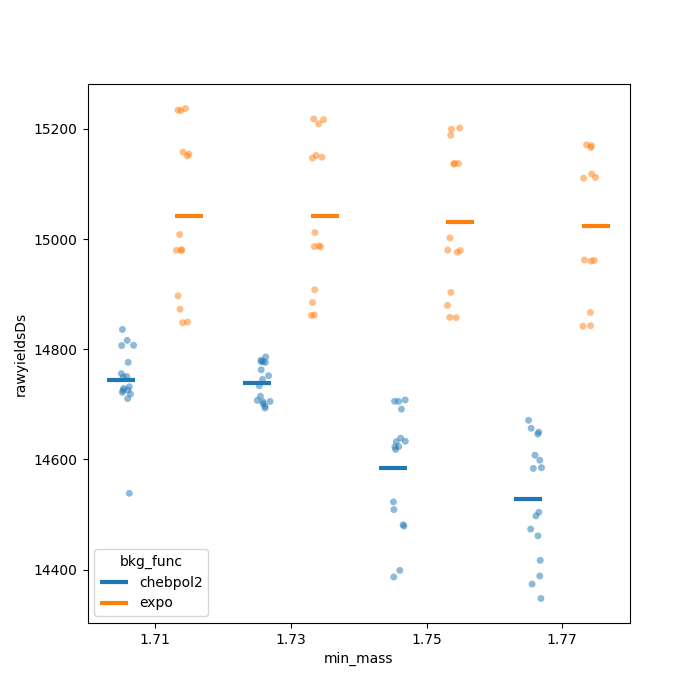 15200
15000
14800
14600
14400
rawyieldsDs
bkg_func
chebpol2
expo
1.71
1.73
1.75
1.77
min_mass